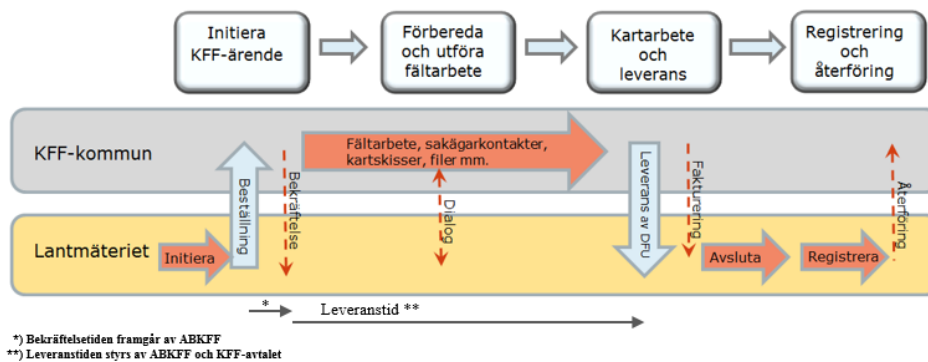 Initiera
KFF-ärende
Förbereda
och utföra
fältarbete
Kartarbete
och
leverans
Registrering
och
återföring
KFF-kommun
Fältarbete, sakägarkontakter,
kartskisser, filer mm.
Beställning
Bekräftelse
Dialog
Leverans av DFU
Fakturering
Återföring
Lantmäteriet
Initiera
Avsluta
Registrera
*
Leveranstid **
*) Bekräftelsetiden framgår av ABKFF
**) Leveranstiden styrs av ABKFF och KFF-avtalet